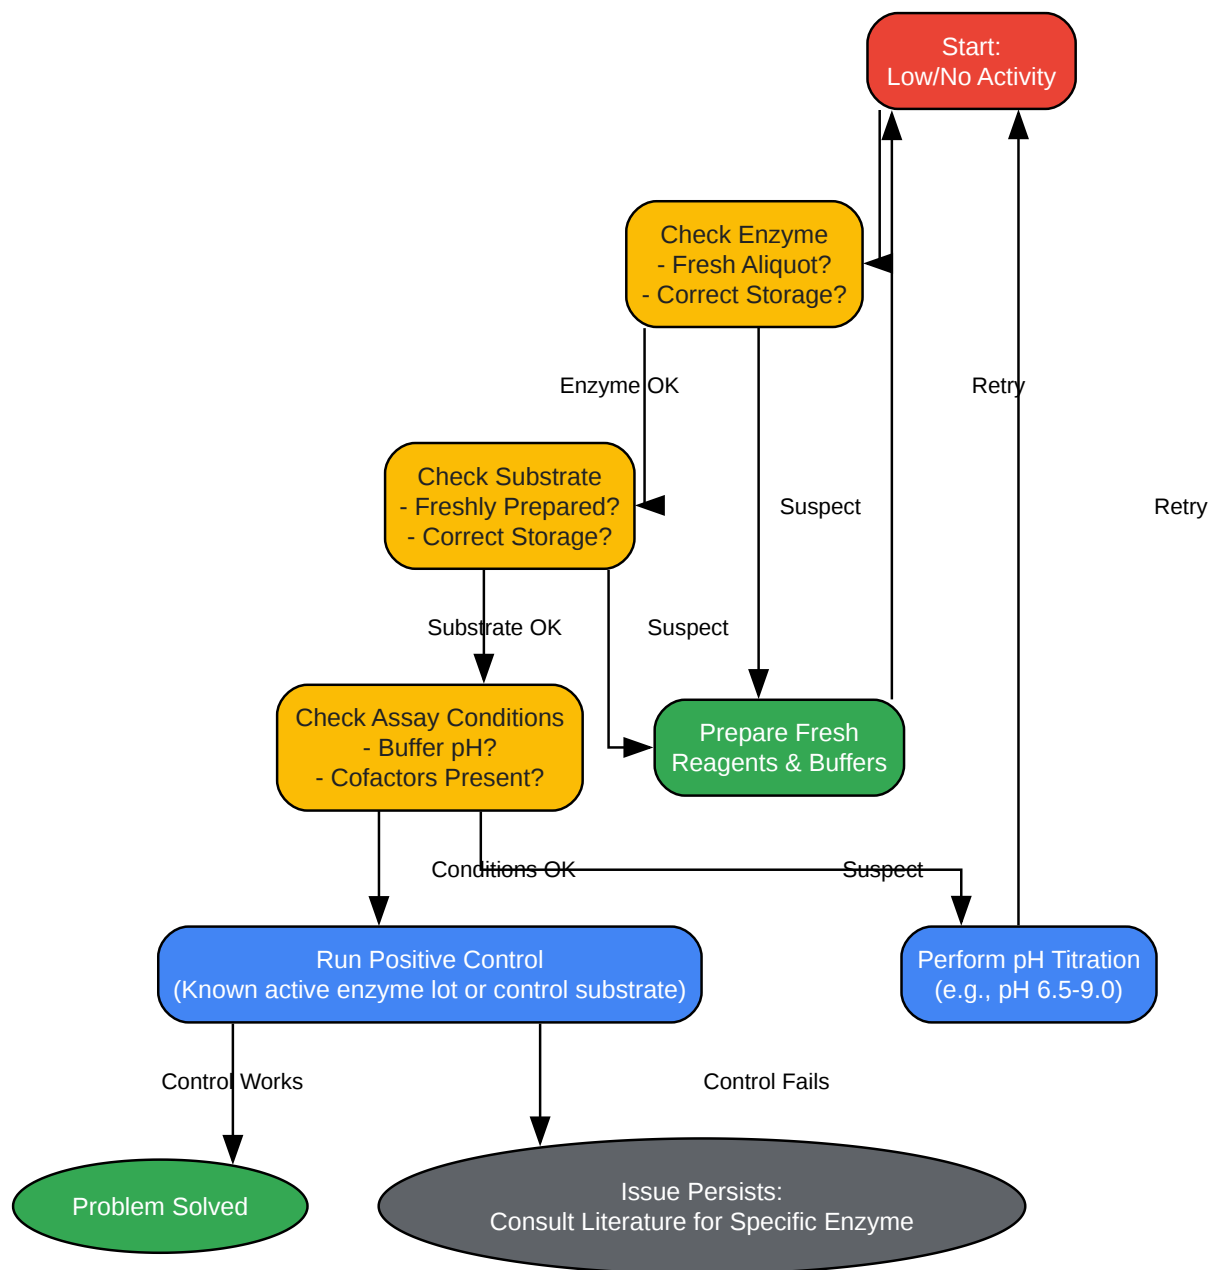 Start:
Low/No Activity
Check Enzyme
- Fresh Aliquot?
- Correct Storage?
Enzyme OK
Retry
Check Substrate
- Freshly Prepared?
- Correct Storage?
Suspect
Retry
Substrate OK
Suspect
Check Assay Conditions
- Buffer pH?
- Cofactors Present?
Prepare Fresh
Reagents & Buffers
Conditions OK
Suspect
Run Positive Control
(Known active enzyme lot or control substrate)
Perform pH Titration
(e.g., pH 6.5-9.0)
Control Works
Control Fails
Problem Solved
Issue Persists:
Consult Literature for Specific Enzyme